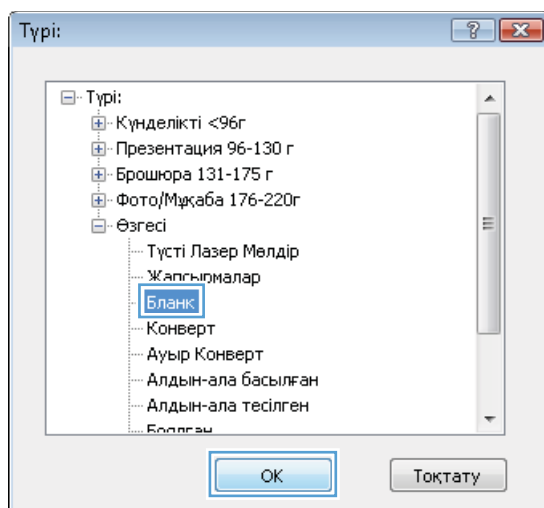 Түрі:
Түрі:
Күнделікті <96г
Презентация 96-130 г
Брошюра 131-175 г
Фото/Мұқаба 176-220г
Өзгесі
Түсті Лазер Мөлдір
Жапсырмалар
Бланк
Конверт
Ауыр Конверт
Алдын-ала басылған
Алдын-ала тесілген
Боялған
OK
Тоқтату